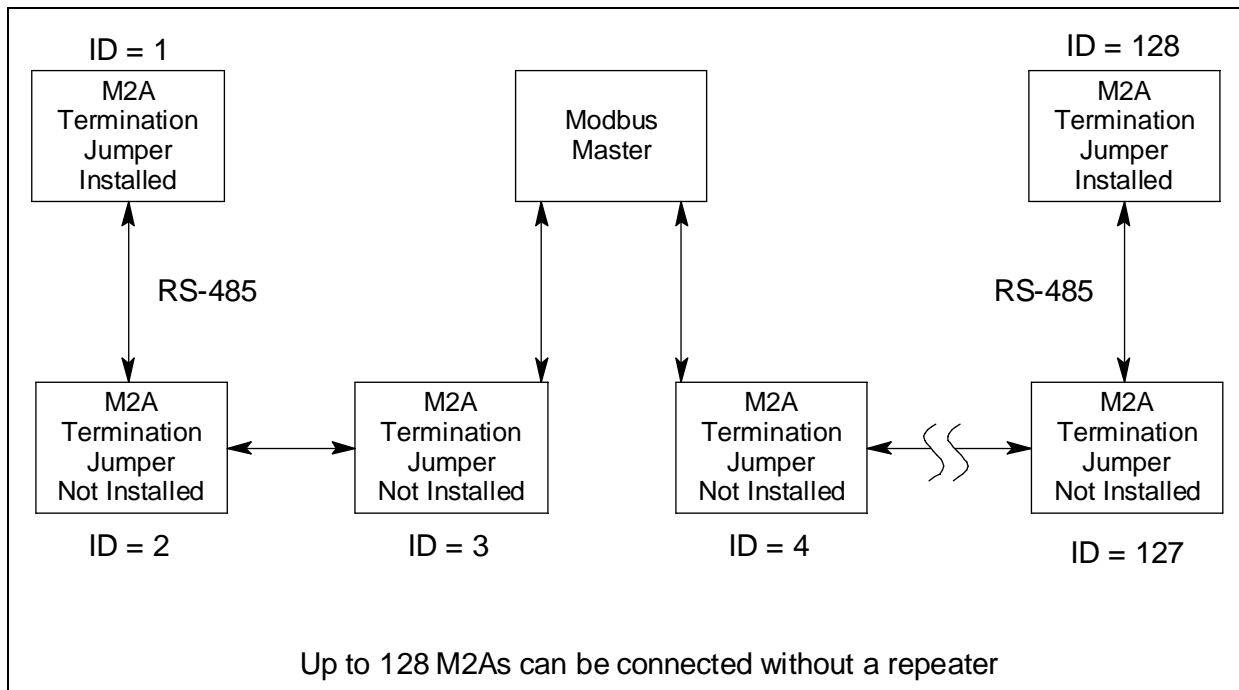 ID = 1
M2A
Termination
Jumper
Installed
Modbus
Master
ID = 128
M2A
Termination
Jumper
Installed
RS-485
RS-485
M2A
Termination
Jumper
Not Installed
ID = 2
M2A
Termination
Jumper
Not Installed
ID = 3
M2A
Termination
Jumper
Not Installed
ID = 4
M2A
Termination
Jumper
Not Installed
ID = 127
Up to 128 M2As can be connected without a repeater